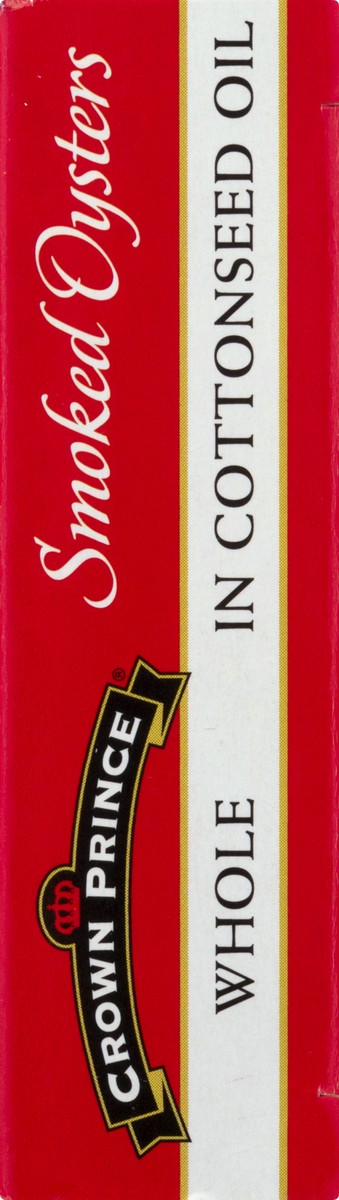 CROWN PRINCE®
Smoked Oysters
WHOLE IN COTTONSEED OIL